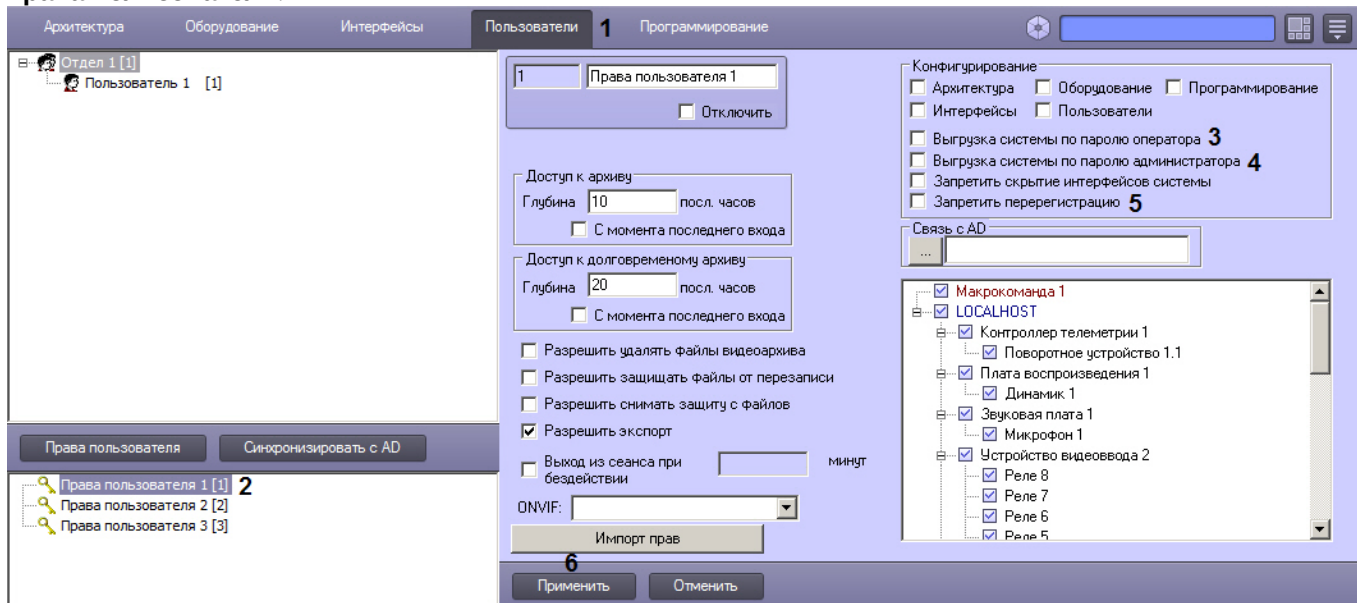 Архитектура Оборудование Интерфейсы Пользователи 1 Программирование
Отдел 1 [1]
Пользователь 1 [1]
Права пользователя Синхронизировать с AD
Права пользователя 1 [1] 2
Права пользователя 2 [2]
Права пользователя 3 [3]
1 Права пользователя 1
Отключить
Доступ к архиву
Глубина 10 посл. часов
С момента последнего входа
Доступ к долговременому архиву
Глубина 20 посл. часов
С момента последнего входа
Разрешить удалять файлы видеоархива
Разрешить защищать файлы от перезаписи
Разрешить снимать защиту с файлов
Разрешить экспорт
Выход из сеанса при минут
бездействии
ONVIF:
Импорт прав
6
Применить Отменить
Конфигурирование
Архитектура Оборудование Программирование
Интерфейсы Пользователи
Выгрузка системы по паролю оператора 3
Выгрузка системы по паролю администратора 4
Запретить скрытие интерфейсов системы
Запретить перерегистрацию 5
Связь с AD
...
Макрокоманда 1
LOCALHOST
Контроллер телеметрии 1
Поворотное устройство 1.1
Плата воспроизведения 1
Динамик 1
Звуковая плата 1
Микрофон 1
Устройство видеоввода 2
Реле 8
Реле 7
Реле 6
Реле 5